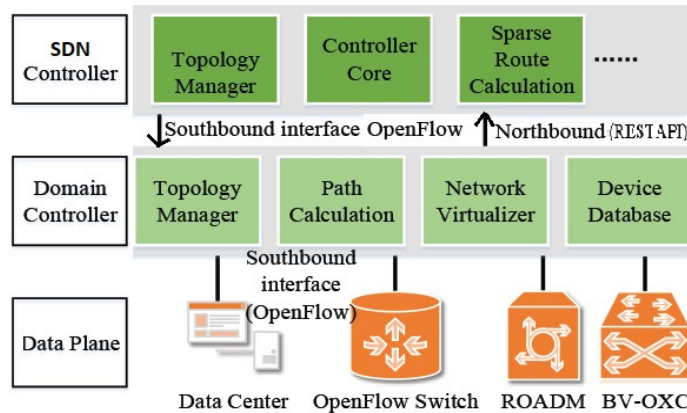 SDN
Controller
Topology
Manager
Controller
Core
Sparse
Route
Calculation
......
Southbound interface OpenFlow
Northbound (RESTAPI)
Domain
Controller
Topology
Manager
Path
Calculation
Network
Virtualizer
Device
Database
Southbound
interface
(OpenFlow)
Data Plane
Data Center
OpenFlow Switch
ROADM
BV-OXC